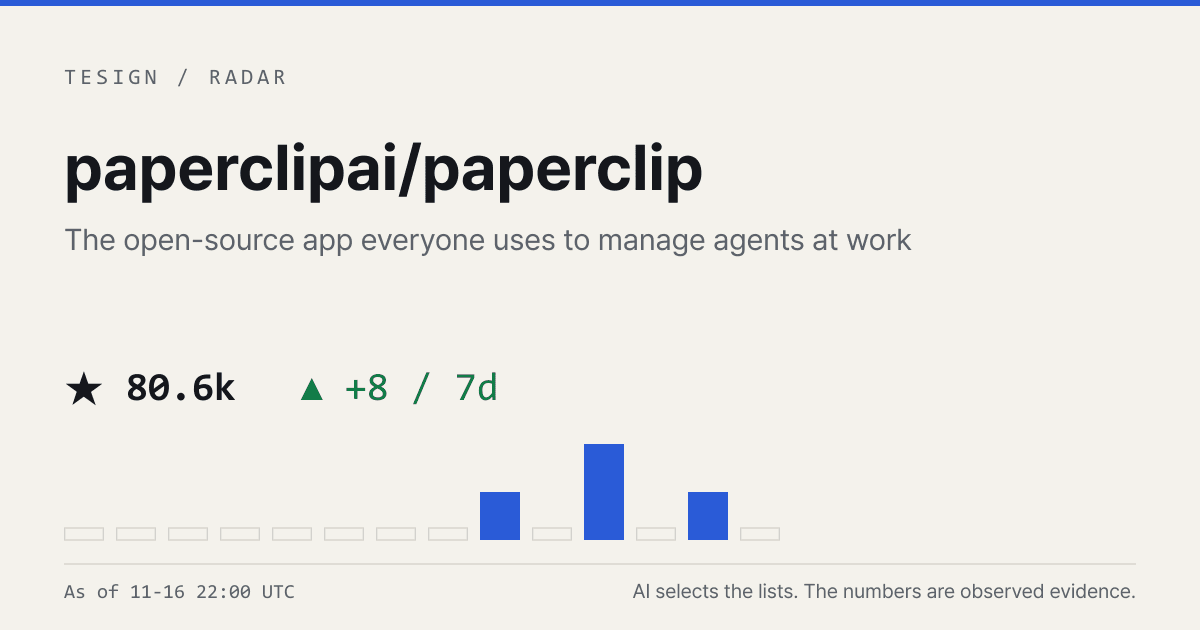 TESIGN / RADAR
paperclipai/paperclip
The open-source app everyone uses to manage agents at work
★ 80.6k ▲ +8 / 7d
As of 11-16 22:00 UTC
AI selects the lists. The numbers are observed evidence.